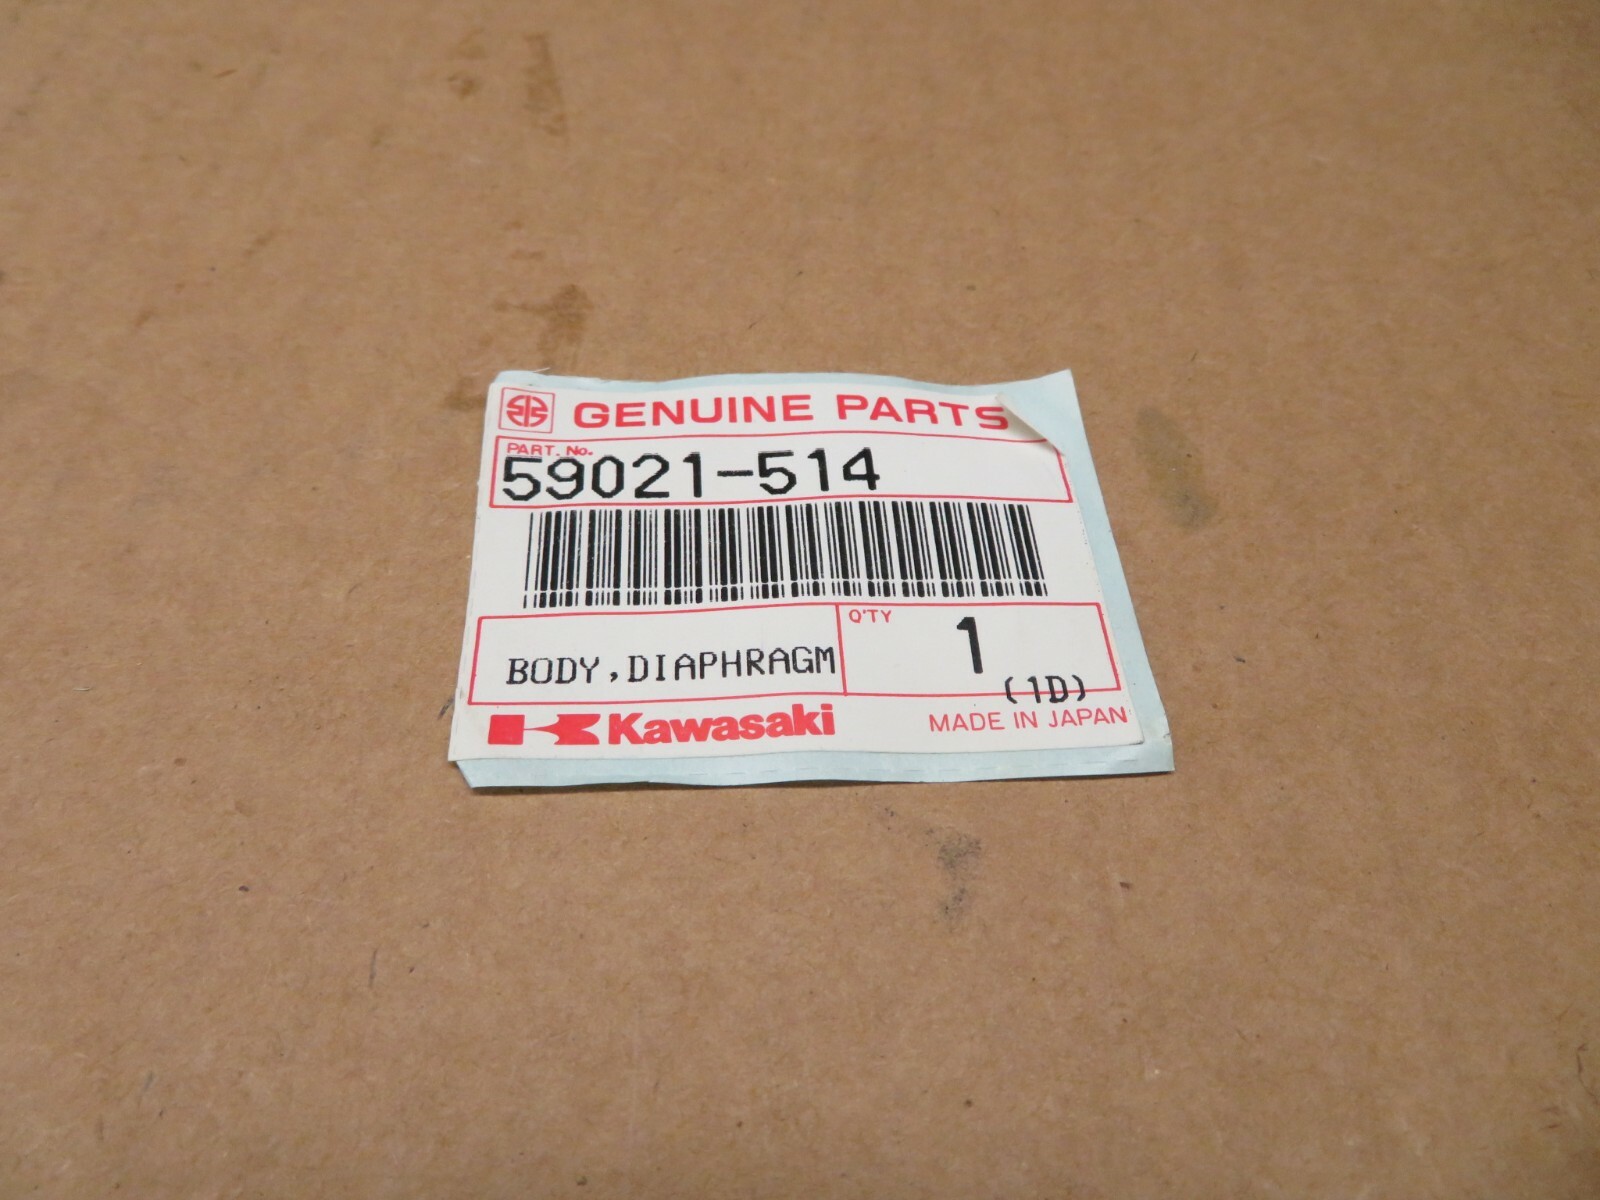 GENUINE PARTS
PART. No.
59021-514
BODY,DIAPHRAGM
Q'TY
1
(1D)
Kawasaki
MADE IN JAPAN